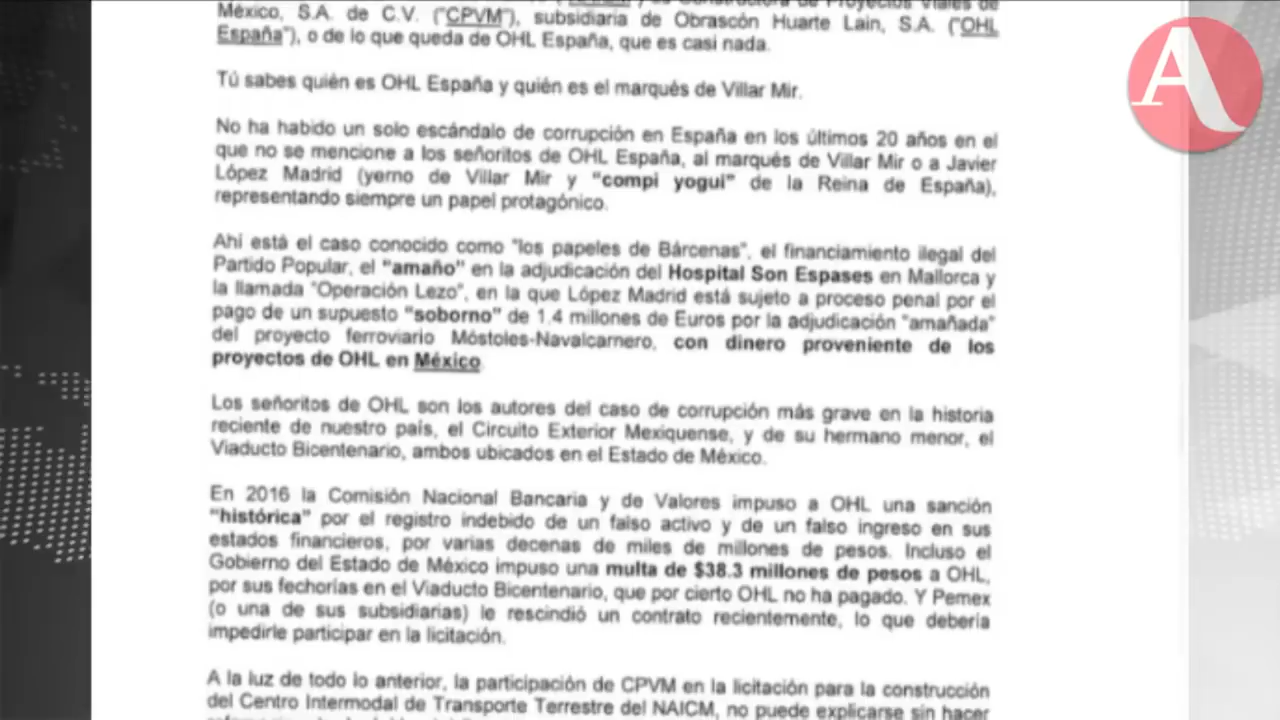 Constructora de Proyectos Viales de
México, S.A. de C.V. ("CPVM"), subsidiaria de Obrascón Huarte Lain, S.A. ("OHL
España"), o de lo que queda de OHL España, que es casi nada.
Tú sabes quién es OHL España y quién es el marqués de Villar Mir.
No ha habido un solo escándalo de corrupción en España en los últimos 20 años en el
que no se mencione a los señoritos de OHL España, al marqués de Villar Mir o a Javier
López Madrid (yerno de Villar Mir y "compi yogui" de la Reina de España),
representando siempre un papel protagónico.
Ahí está el caso conocido como "los papeles de Bárcenas", el financiamiento ilegal del
Partido Popular, el "amaño" en la adjudicación del Hospital Son Espases en Mallorca y
la llamada "Operación Lezo", en la que López Madrid está sujeto a proceso penal por el
pago de un supuesto "soborno" de 1.4 millones de Euros por la adjudicación "amañada"
del proyecto ferroviario Móstoles-Navalcarnero, con dinero proveniente de los
proyectos de OHL en México.
Los señoritos de OHL son los autores del caso de corrupción más grave en la historia
reciente de nuestro país, el Circuito Exterior Mexiquense, y de su hermano menor, el
Viaducto Bicentenario, ambos ubicados en el Estado de México.
En 2016 la Comisión Nacional Bancaria y de Valores impuso a OHL una sanción
"histórica" por el registro indebido de un falso activo y de un falso ingreso en sus
estados financieros, por varias decenas de miles de millones de pesos. Incluso el
Gobierno del Estado de México impuso una multa de $38.3 millones de pesos a OHL,
por sus fechorías en el Viaducto Bicentenario, que por cierto OHL no ha pagado. Y Pemex
(o una de sus subsidiarias) le rescindió un contrato recientemente, lo que debería
impedirle participar en la licitación.
A la luz de todo lo anterior, la participación de CPVM en la licitación para la construcción
del Centro Intermodal de Transporte Terrestre del NAICM, no puede explicarse sin hacer
A